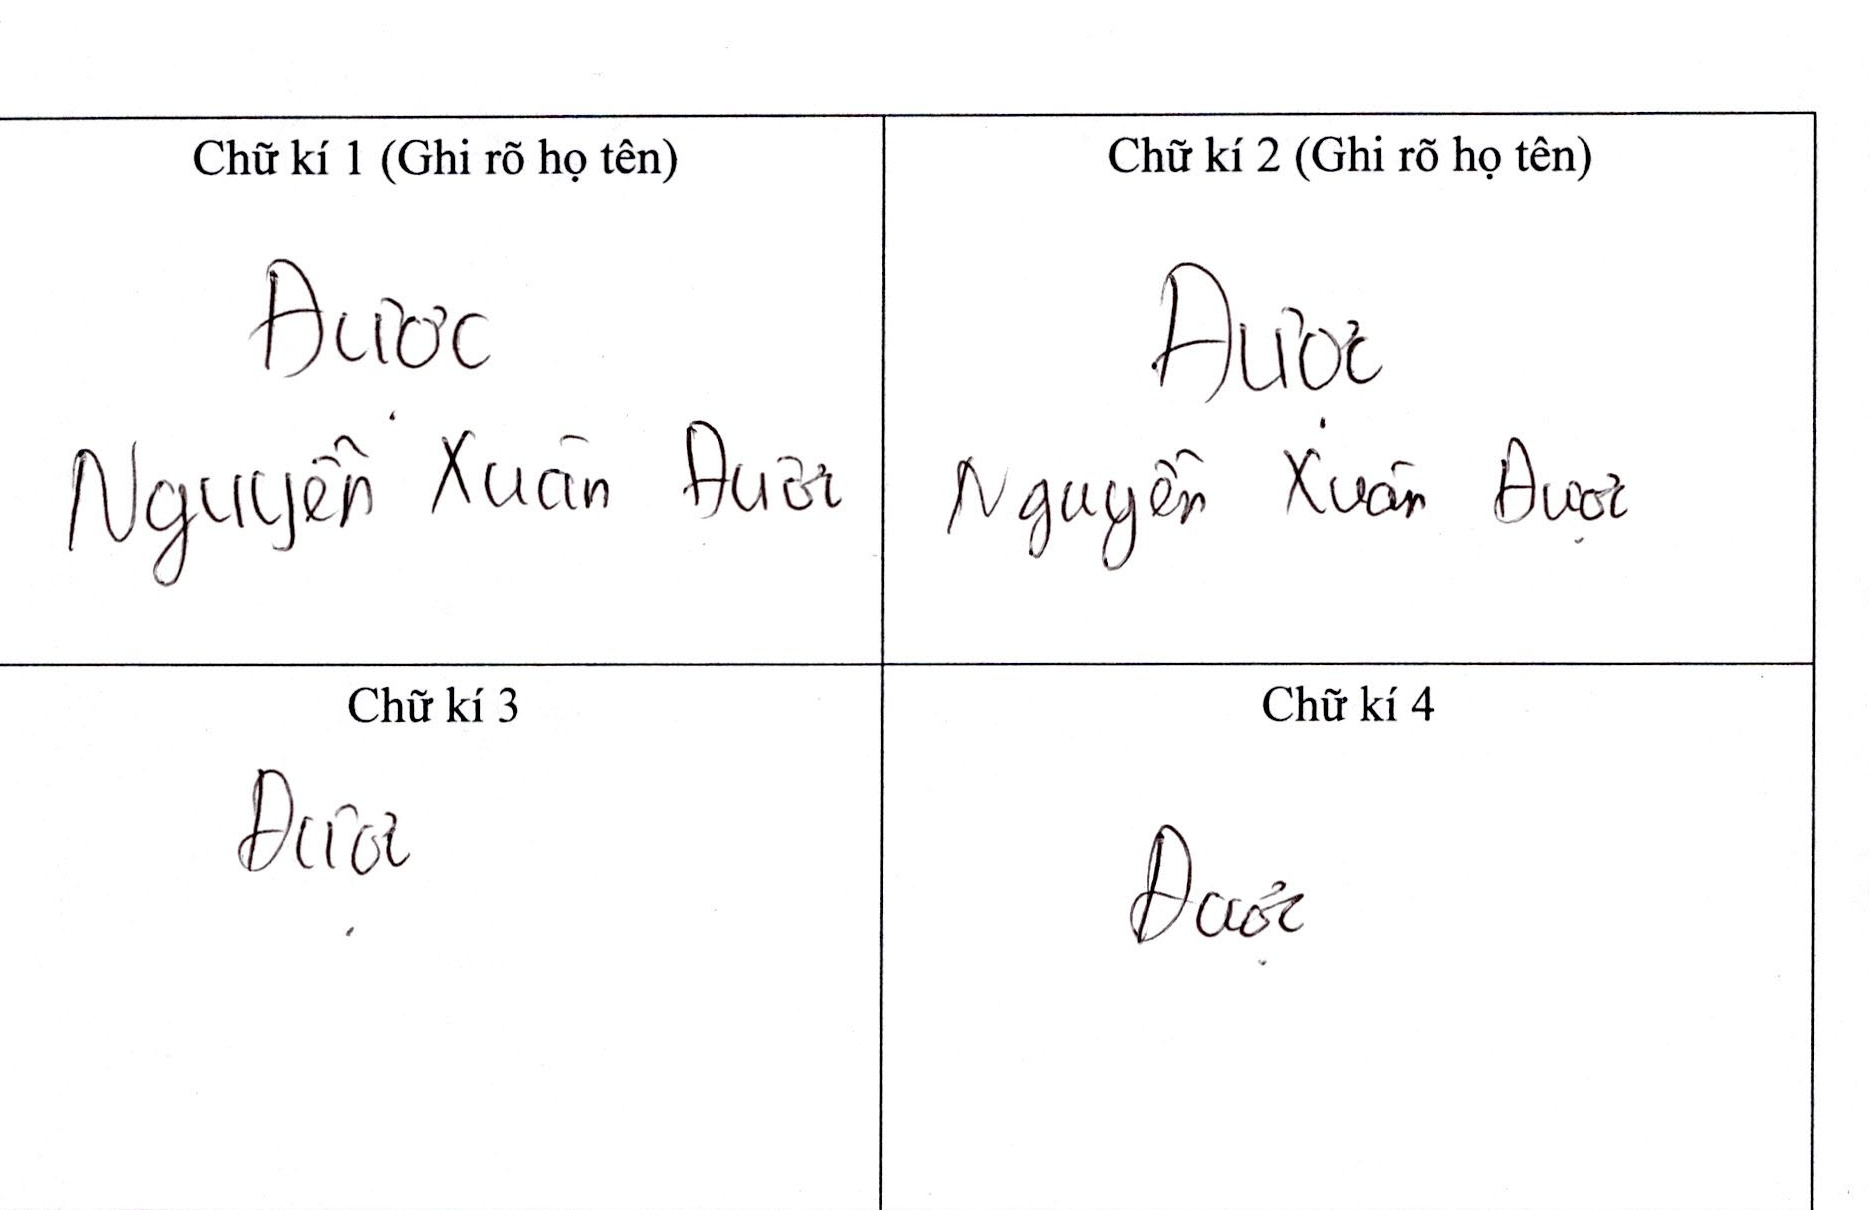 Chữ kí 1 (Ghi rõ họ tên)
Được
Nguyễn Xuân Được
Chữ kí 2 (Ghi rõ họ tên)
Được
Nguyễn Xuân Được
Chữ kí 3
Được
Chữ kí 4
Được